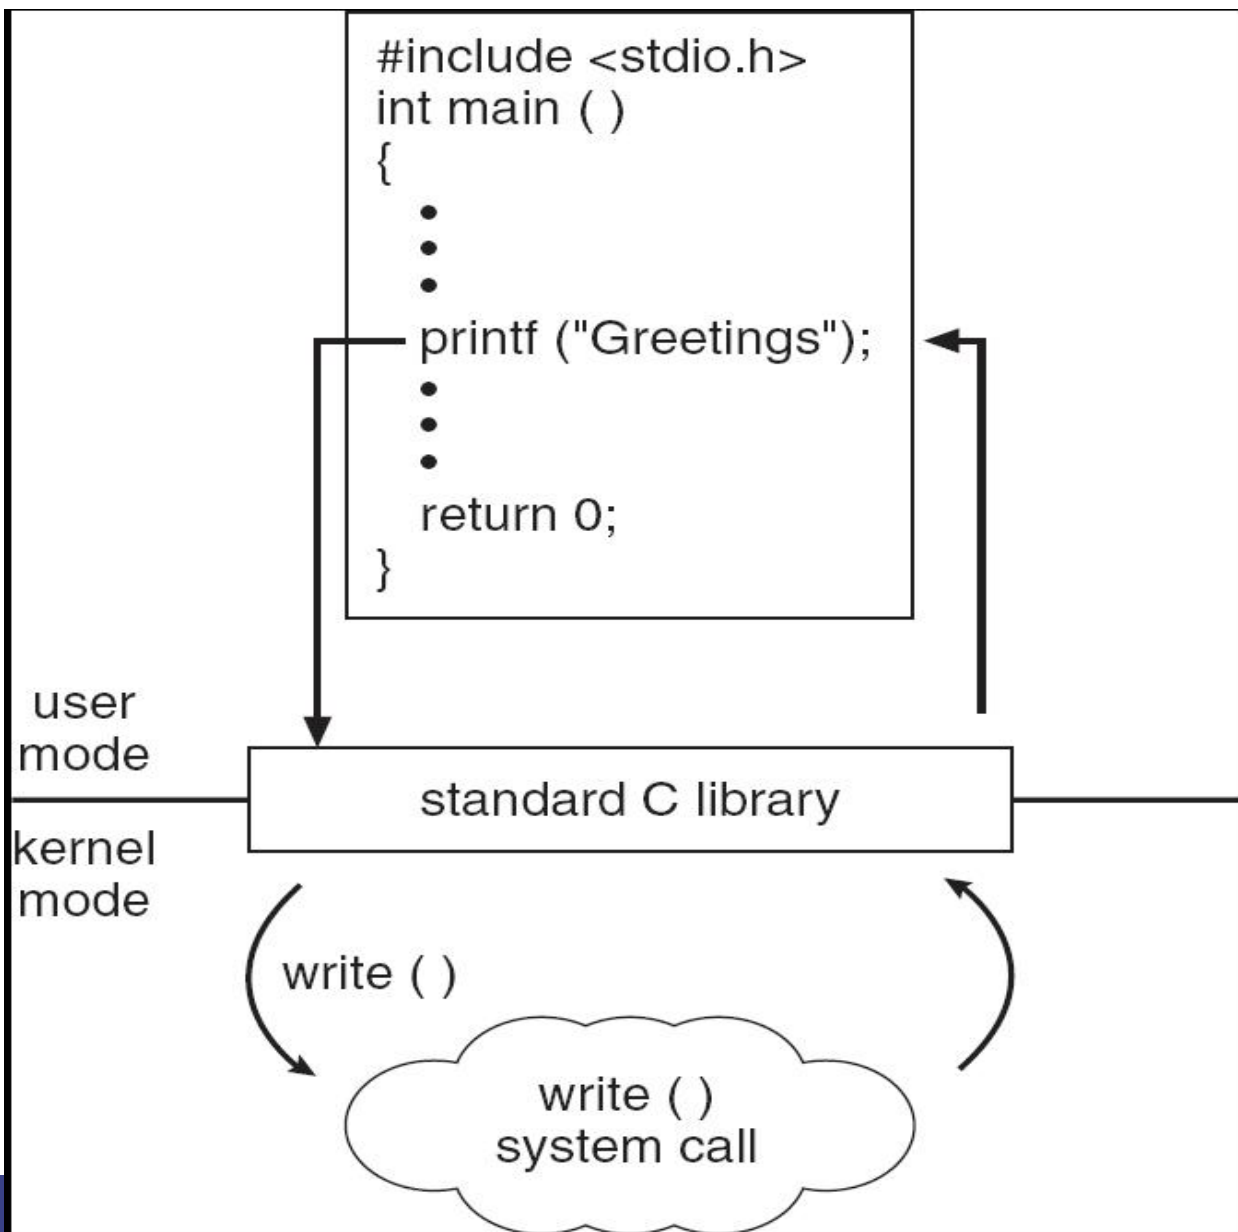 #include <stdio.h>
int main ( )
{
•
•
•
printf ("Greetings");
•
•
•
return 0;
}
user
mode
standard C library
kernel
mode
write ( )
write ( )
system call